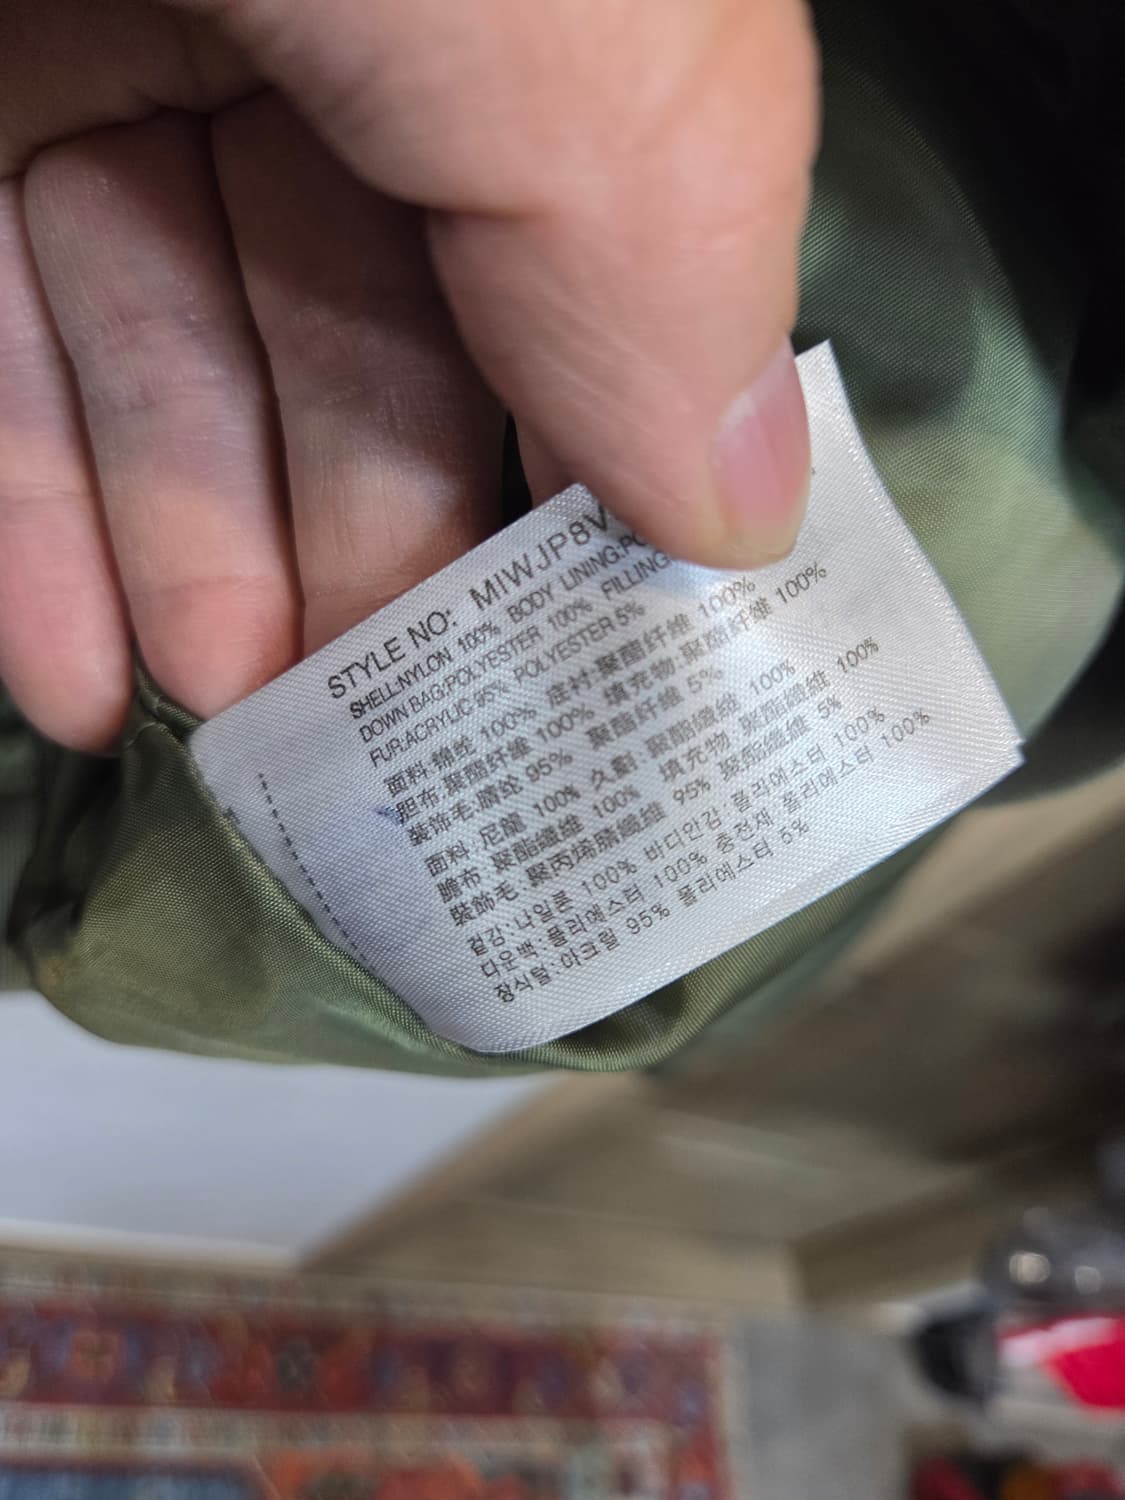 STYLE NO: MIWJP8V
SHELL:NYLON 100% BODY LINING:PO
DOWN BAG:POLYESTER 100% FILLING:
FUR:ACRYLIC 95% POLYESTER 5%
面料:锦纶 100% 底衬:聚酯纤维 100%
胆布:聚酯纤维 100% 填充物:聚酯纤维 100%
装饰毛:腈纶 95% 聚酯纤维 5%
面料: 尼龍 100% 聚酯纖維 100%
膽布: 聚酯纖維 100% 填充物: 聚酯纖維 100%
裝飾毛: 聚丙烯腈纖維 95% 聚酯纖維 5%
겉감:나일론 100% 바디안감:폴리에스터 100%
다운백:폴리에스터 100% 충전재:폴리에스터 100%
장식털:아크릴 95% 폴리에스터 5%